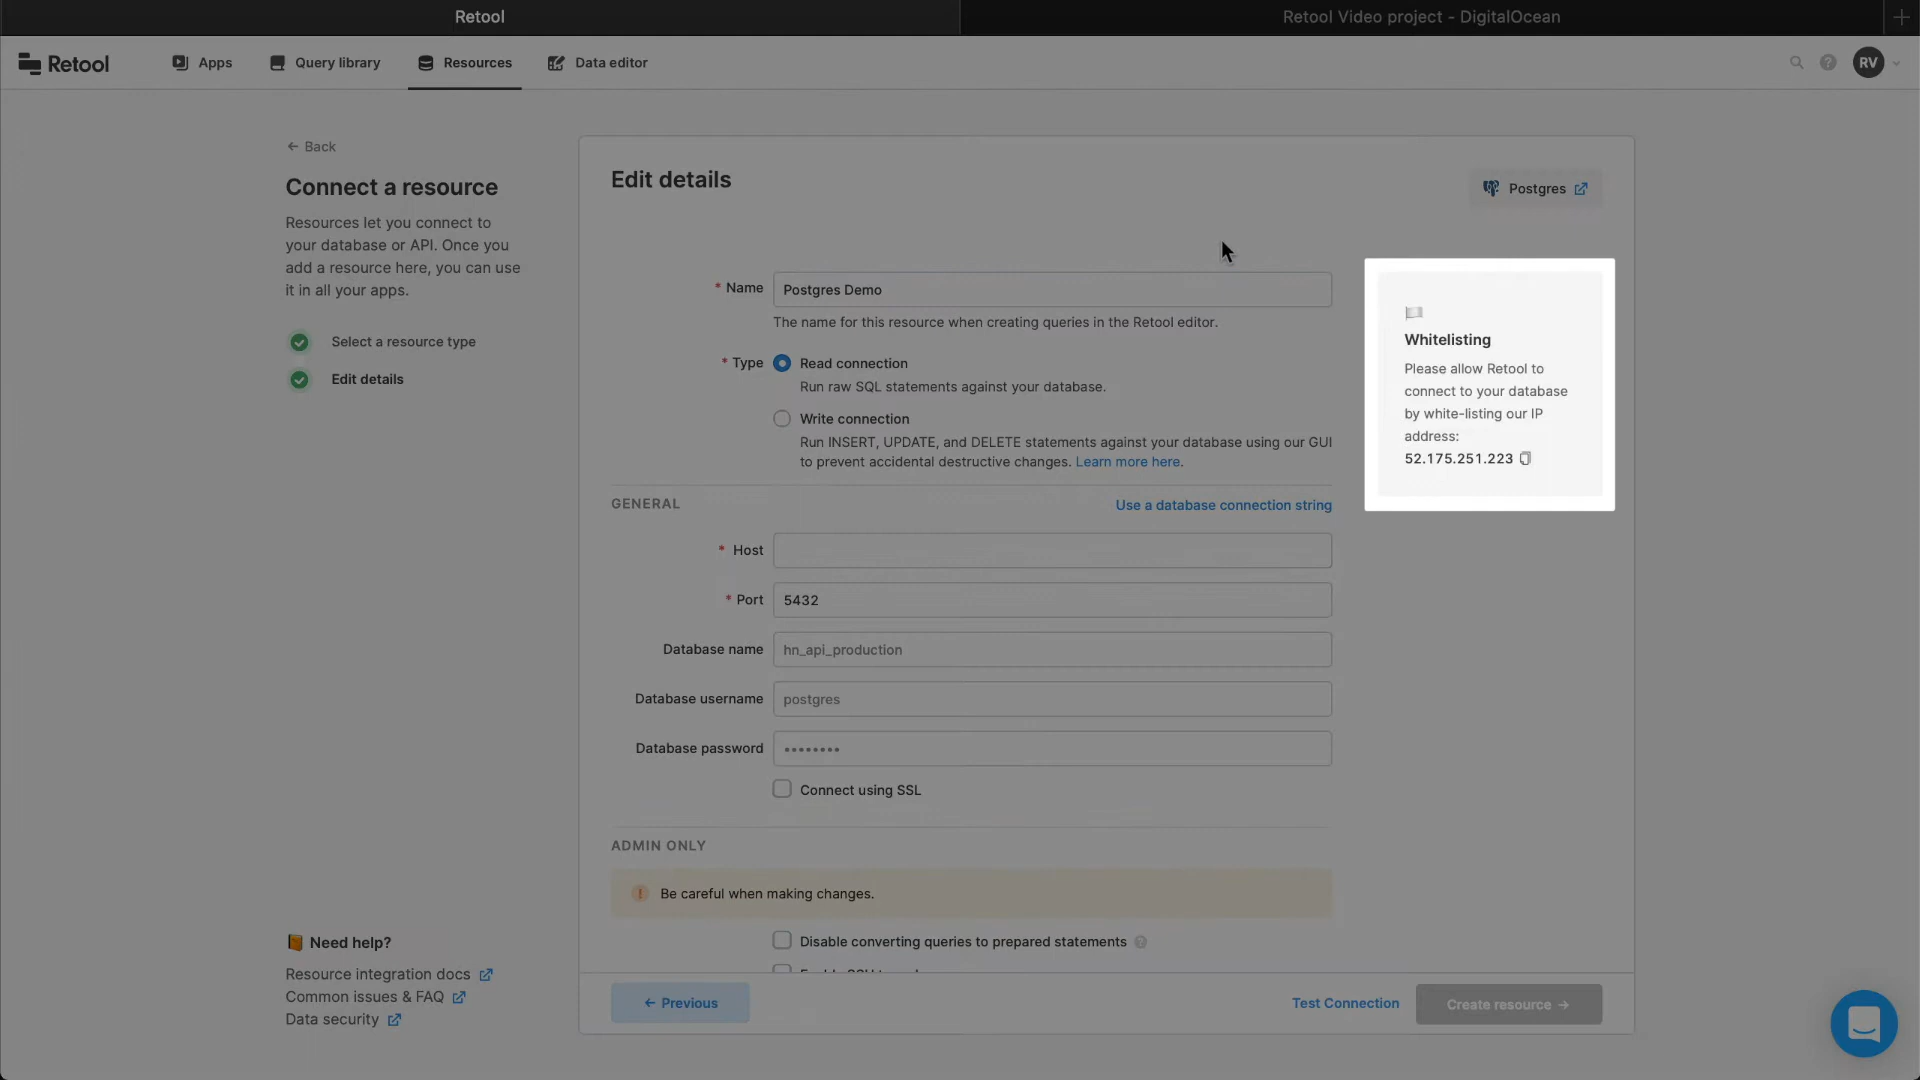 Retool
Retool Video project - DigitalOcean
Retool
Apps
Query library
Resources
Data editor
RV
← Back
Connect a resource
Resources let you connect to
your database or API. Once you
add a resource here, you can use
it in all your apps.
Select a resource type
Edit details
Need help?
Resource integration docs
Common issues & FAQ
Data security
Edit details
Postgres
* Name
Postgres Demo
The name for this resource when creating queries in the Retool editor.
* Type
Read connection
Run raw SQL statements against your database.
Write connection
Run INSERT, UPDATE, and DELETE statements against your database using our GUI
to prevent accidental destructive changes. Learn more here.
GENERAL
Use a database connection string
* Host
* Port
5432
Database name
hn_api_production
Database username
postgres
Database password
••••••••
Connect using SSL
ADMIN ONLY
Be careful when making changes.
Disable converting queries to prepared statements
← Previous
Test Connection
Create resource →
Whitelisting
Please allow Retool to
connect to your database
by white-listing our IP
address:
52.175.251.223